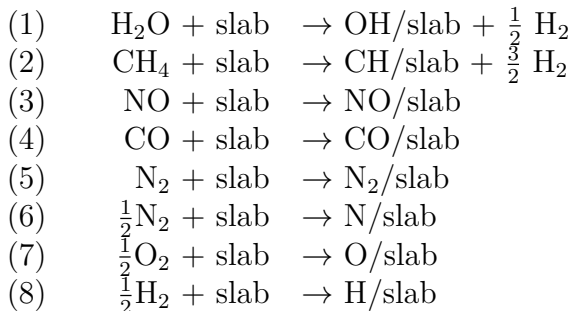 (1) H₂O + slab → OH/slab + ½ H₂
(2) CH₄ + slab → CH/slab + 3/2 H₂
(3) NO + slab → NO/slab
(4) CO + slab → CO/slab
(5) N₂ + slab → N₂/slab
(6) ½N₂ + slab → N/slab
(7) ½O₂ + slab → O/slab
(8) ½H₂ + slab → H/slab